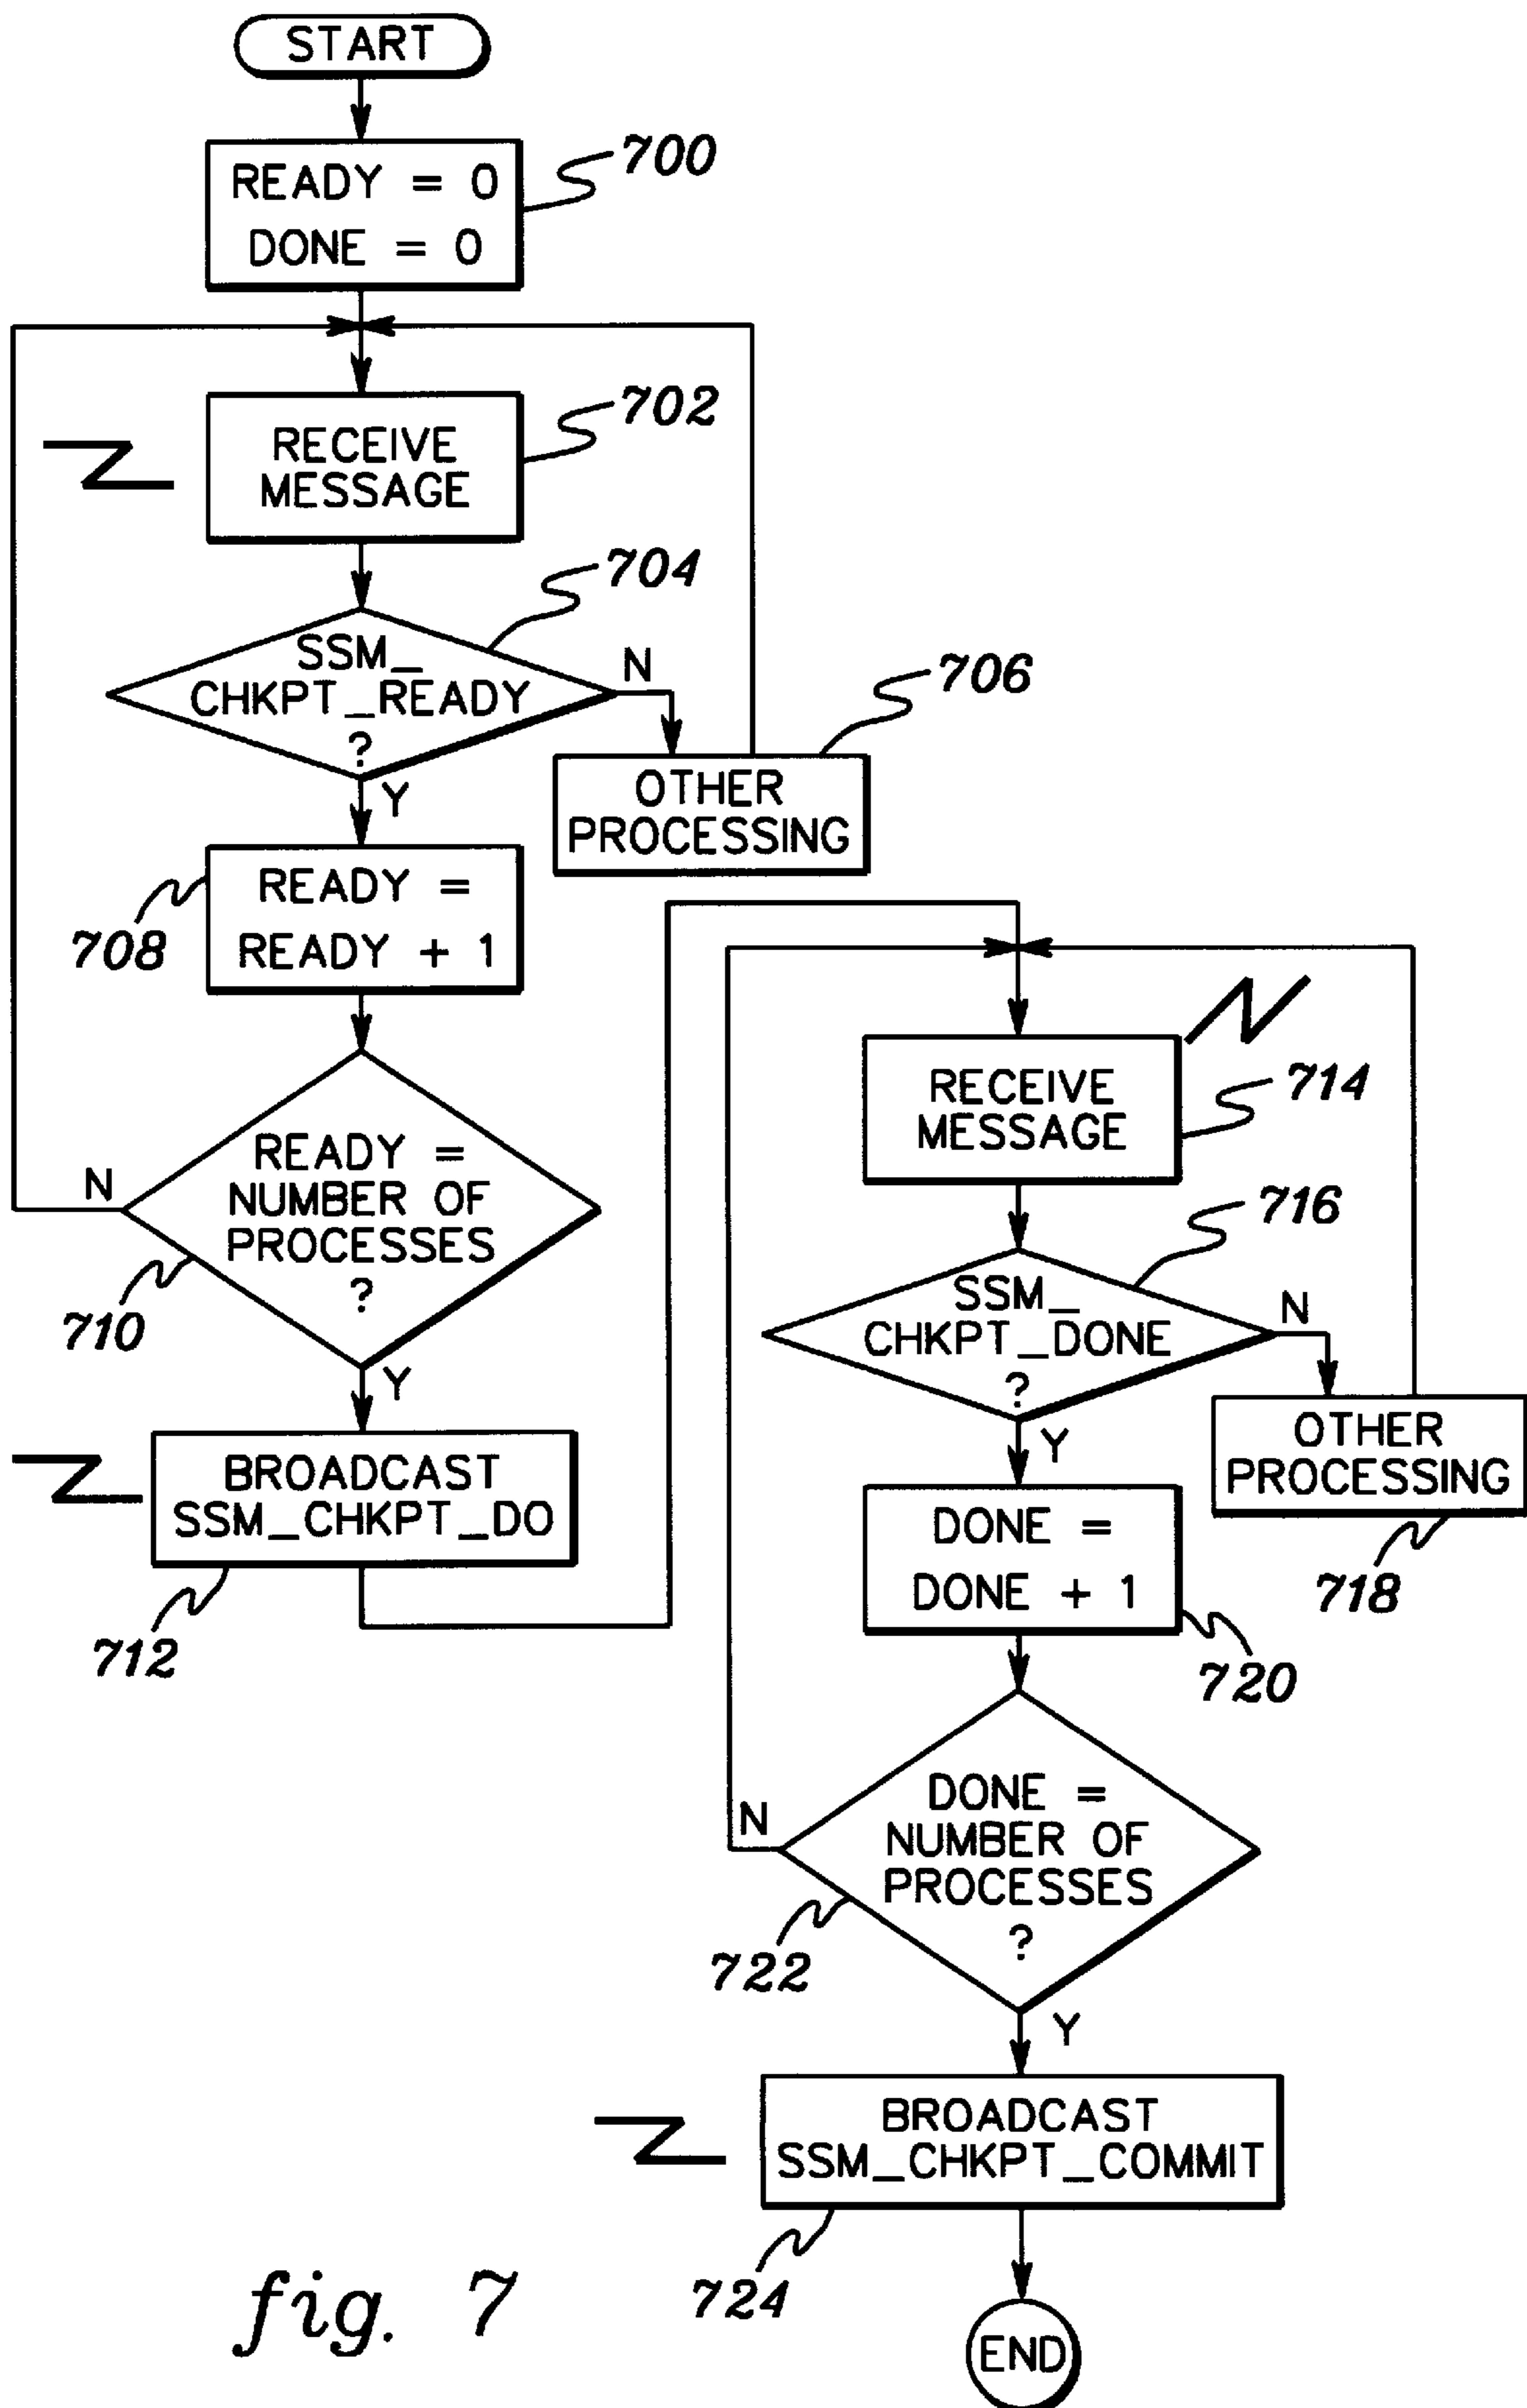 START
READY = 0
DONE = 0
700
RECEIVE
MESSAGE
702
SSM_
CHKPT_READY
?
704
N
Y
OTHER
PROCESSING
706
READY =
READY + 1
708
READY =
NUMBER OF
PROCESSES
?
N
710
Y
BROADCAST
SSM_CHKPT_DO
712
RECEIVE
MESSAGE
714
SSM_
CHKPT_DONE
?
716
N
Y
OTHER
PROCESSING
718
DONE =
DONE + 1
720
DONE =
NUMBER OF
PROCESSES
?
N
722
Y
BROADCAST
SSM_CHKPT_COMMIT
724
END
fig. 7